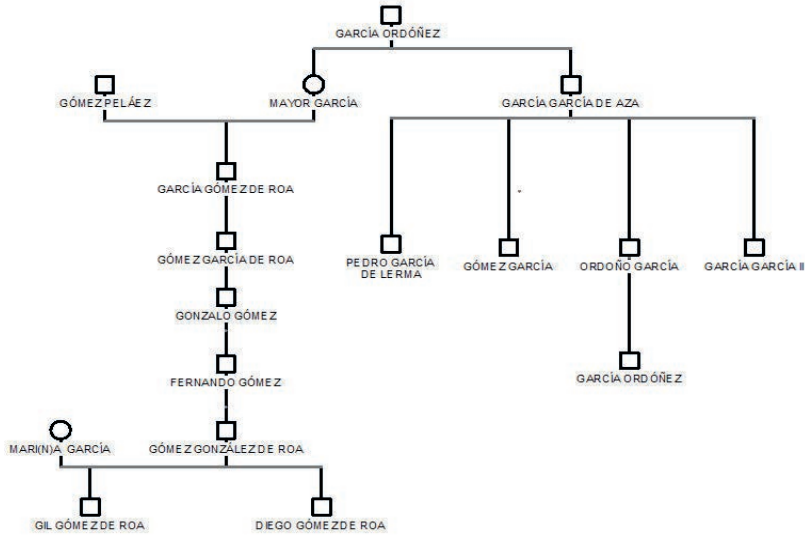 GARCÍA ORDÓÑEZ
GÓMEZ PELÁEZ
MAYOR GARCÍA
GARCÍA GARCÍA DE AZA
GARCÍA GÓMEZ DE ROA
GÓMEZ GARCÍA DE ROA
PEDRO GARCÍA
DE LERMA
GÓMEZ GARCÍA
ORDOÑO GARCÍA
GARCÍA GARCÍA II
GONZALO GÓMEZ
FERNANDO GÓMEZ
GARCÍA ORDÓÑEZ
MARI(N)A GARCÍA
GÓMEZ GONZÁLEZ DE ROA
GIL GÓMEZ DE ROA
DIEGO GÓMEZ DE ROA